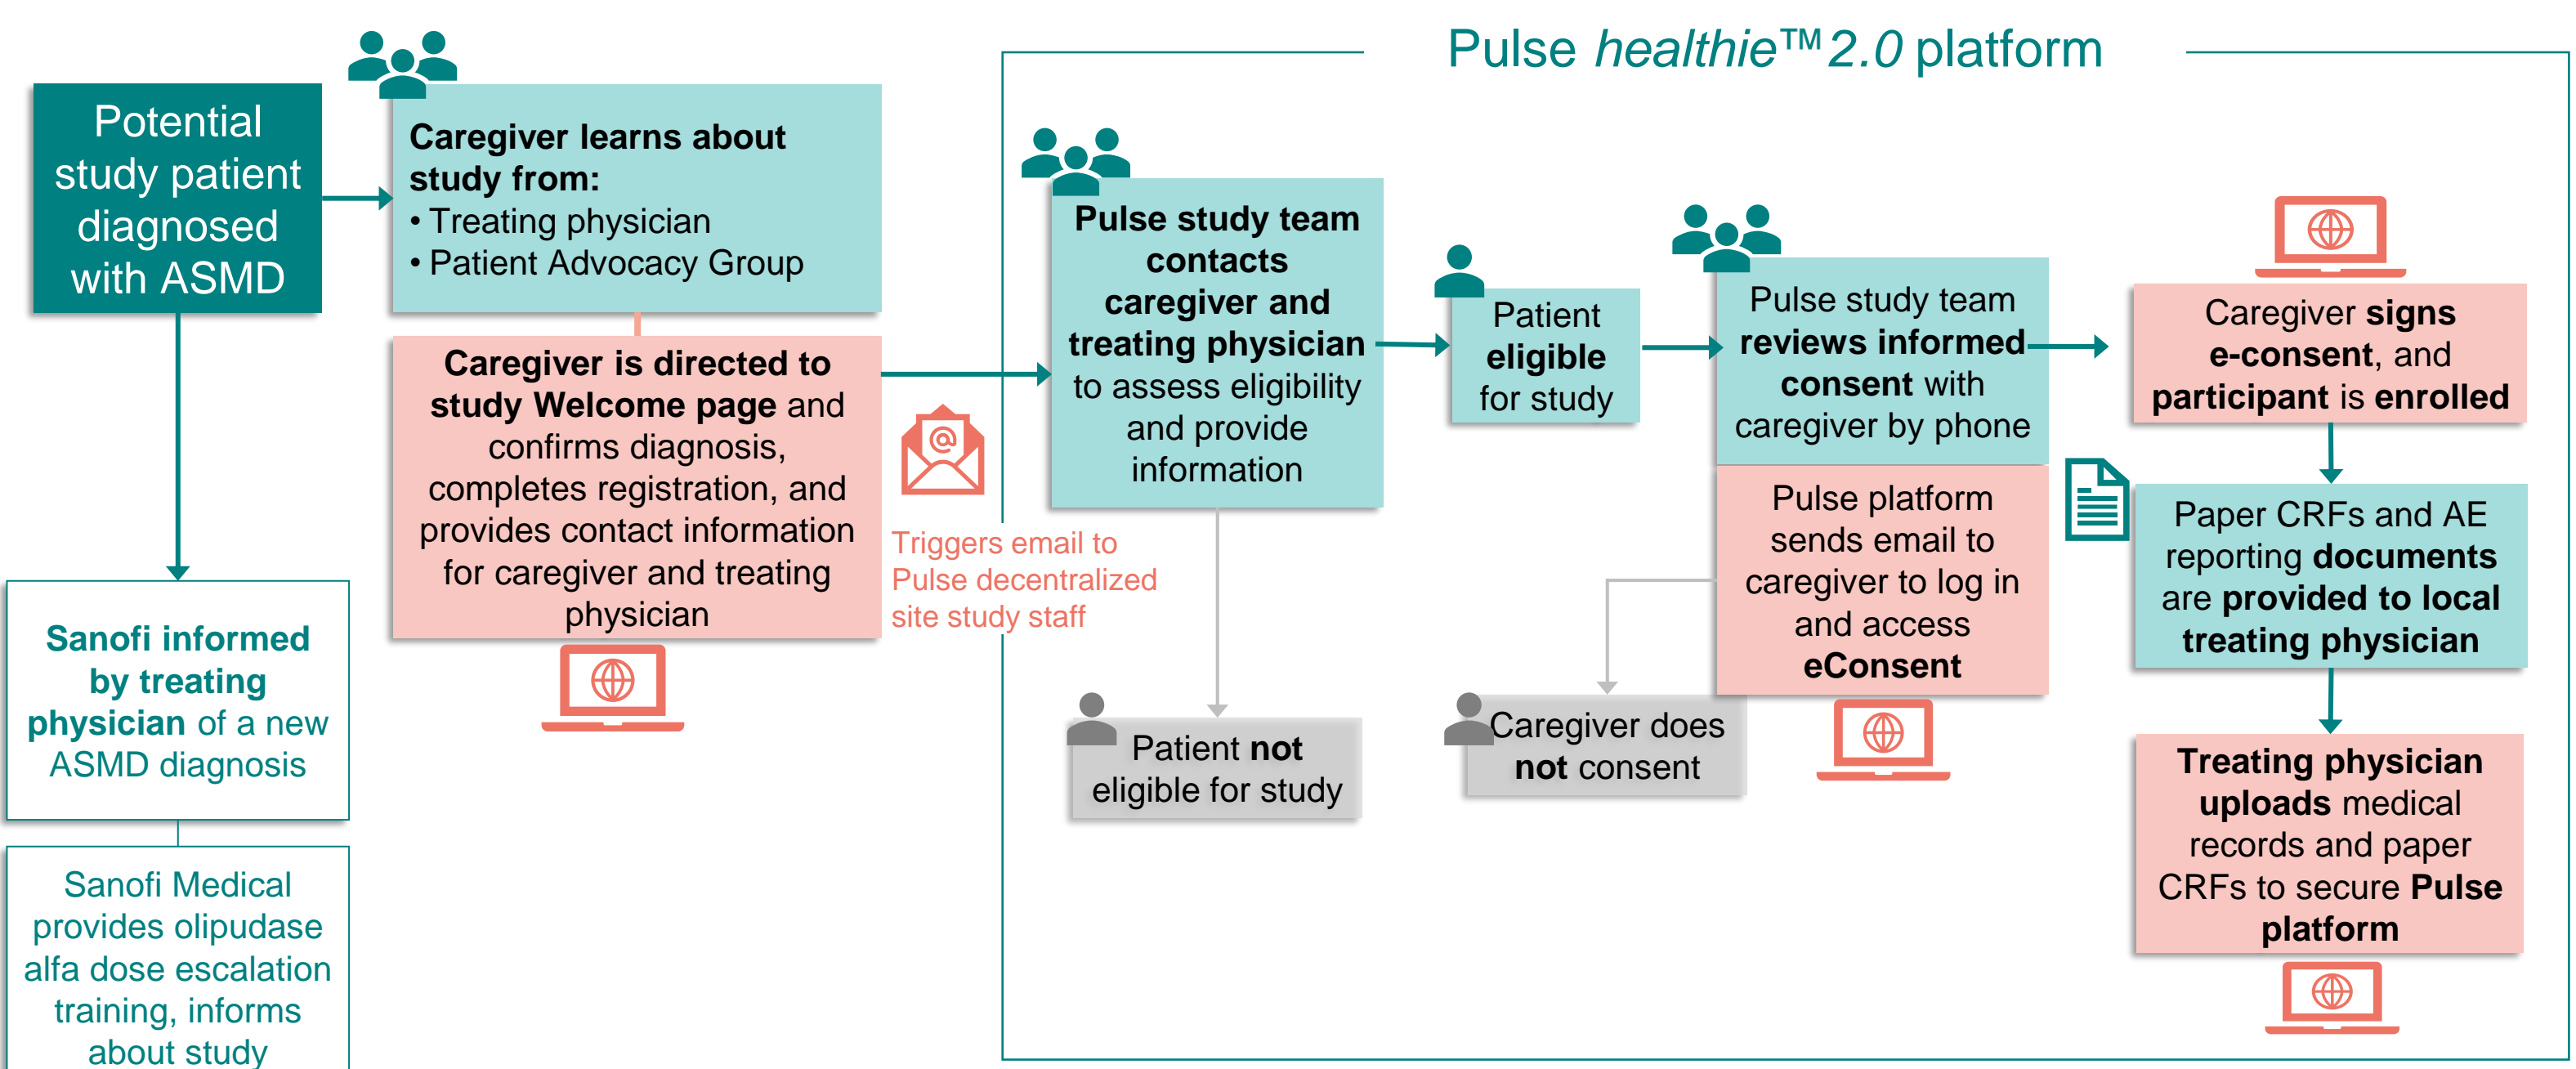 Pulse healthie™ 2.0 platform
Potential
study patient
diagnosed
with ASMD
Caregiver learns about
study from:
• Treating physician
• Patient Advocacy Group
Caregiver is directed to
study Welcome page and
confirms diagnosis,
completes registration, and
provides contact information
for caregiver and treating
physician
Sanofi informed
by treating
physician of a new
ASMD diagnosis
Sanofi Medical
provides olipudase
alfa dose escalation
training, informs
about study
@
Triggers email to
Pulse decentralized
site study staff
Pulse study team
contacts
caregiver and
treating physician
to assess eligibility
and provide
information
Patient not
eligible for study
Patient
eligible
for study
Pulse study team
reviews informed
consent with
caregiver by phone
Pulse platform
sends email to
caregiver to log in
and access
eConsent
Caregiver does
not consent
Caregiver signs
e-consent, and
participant is enrolled
Paper CRFs and AE
reporting documents
are provided to local
treating physician
Treating physician
uploads medical
records and paper
CRFs to secure Pulse
platform